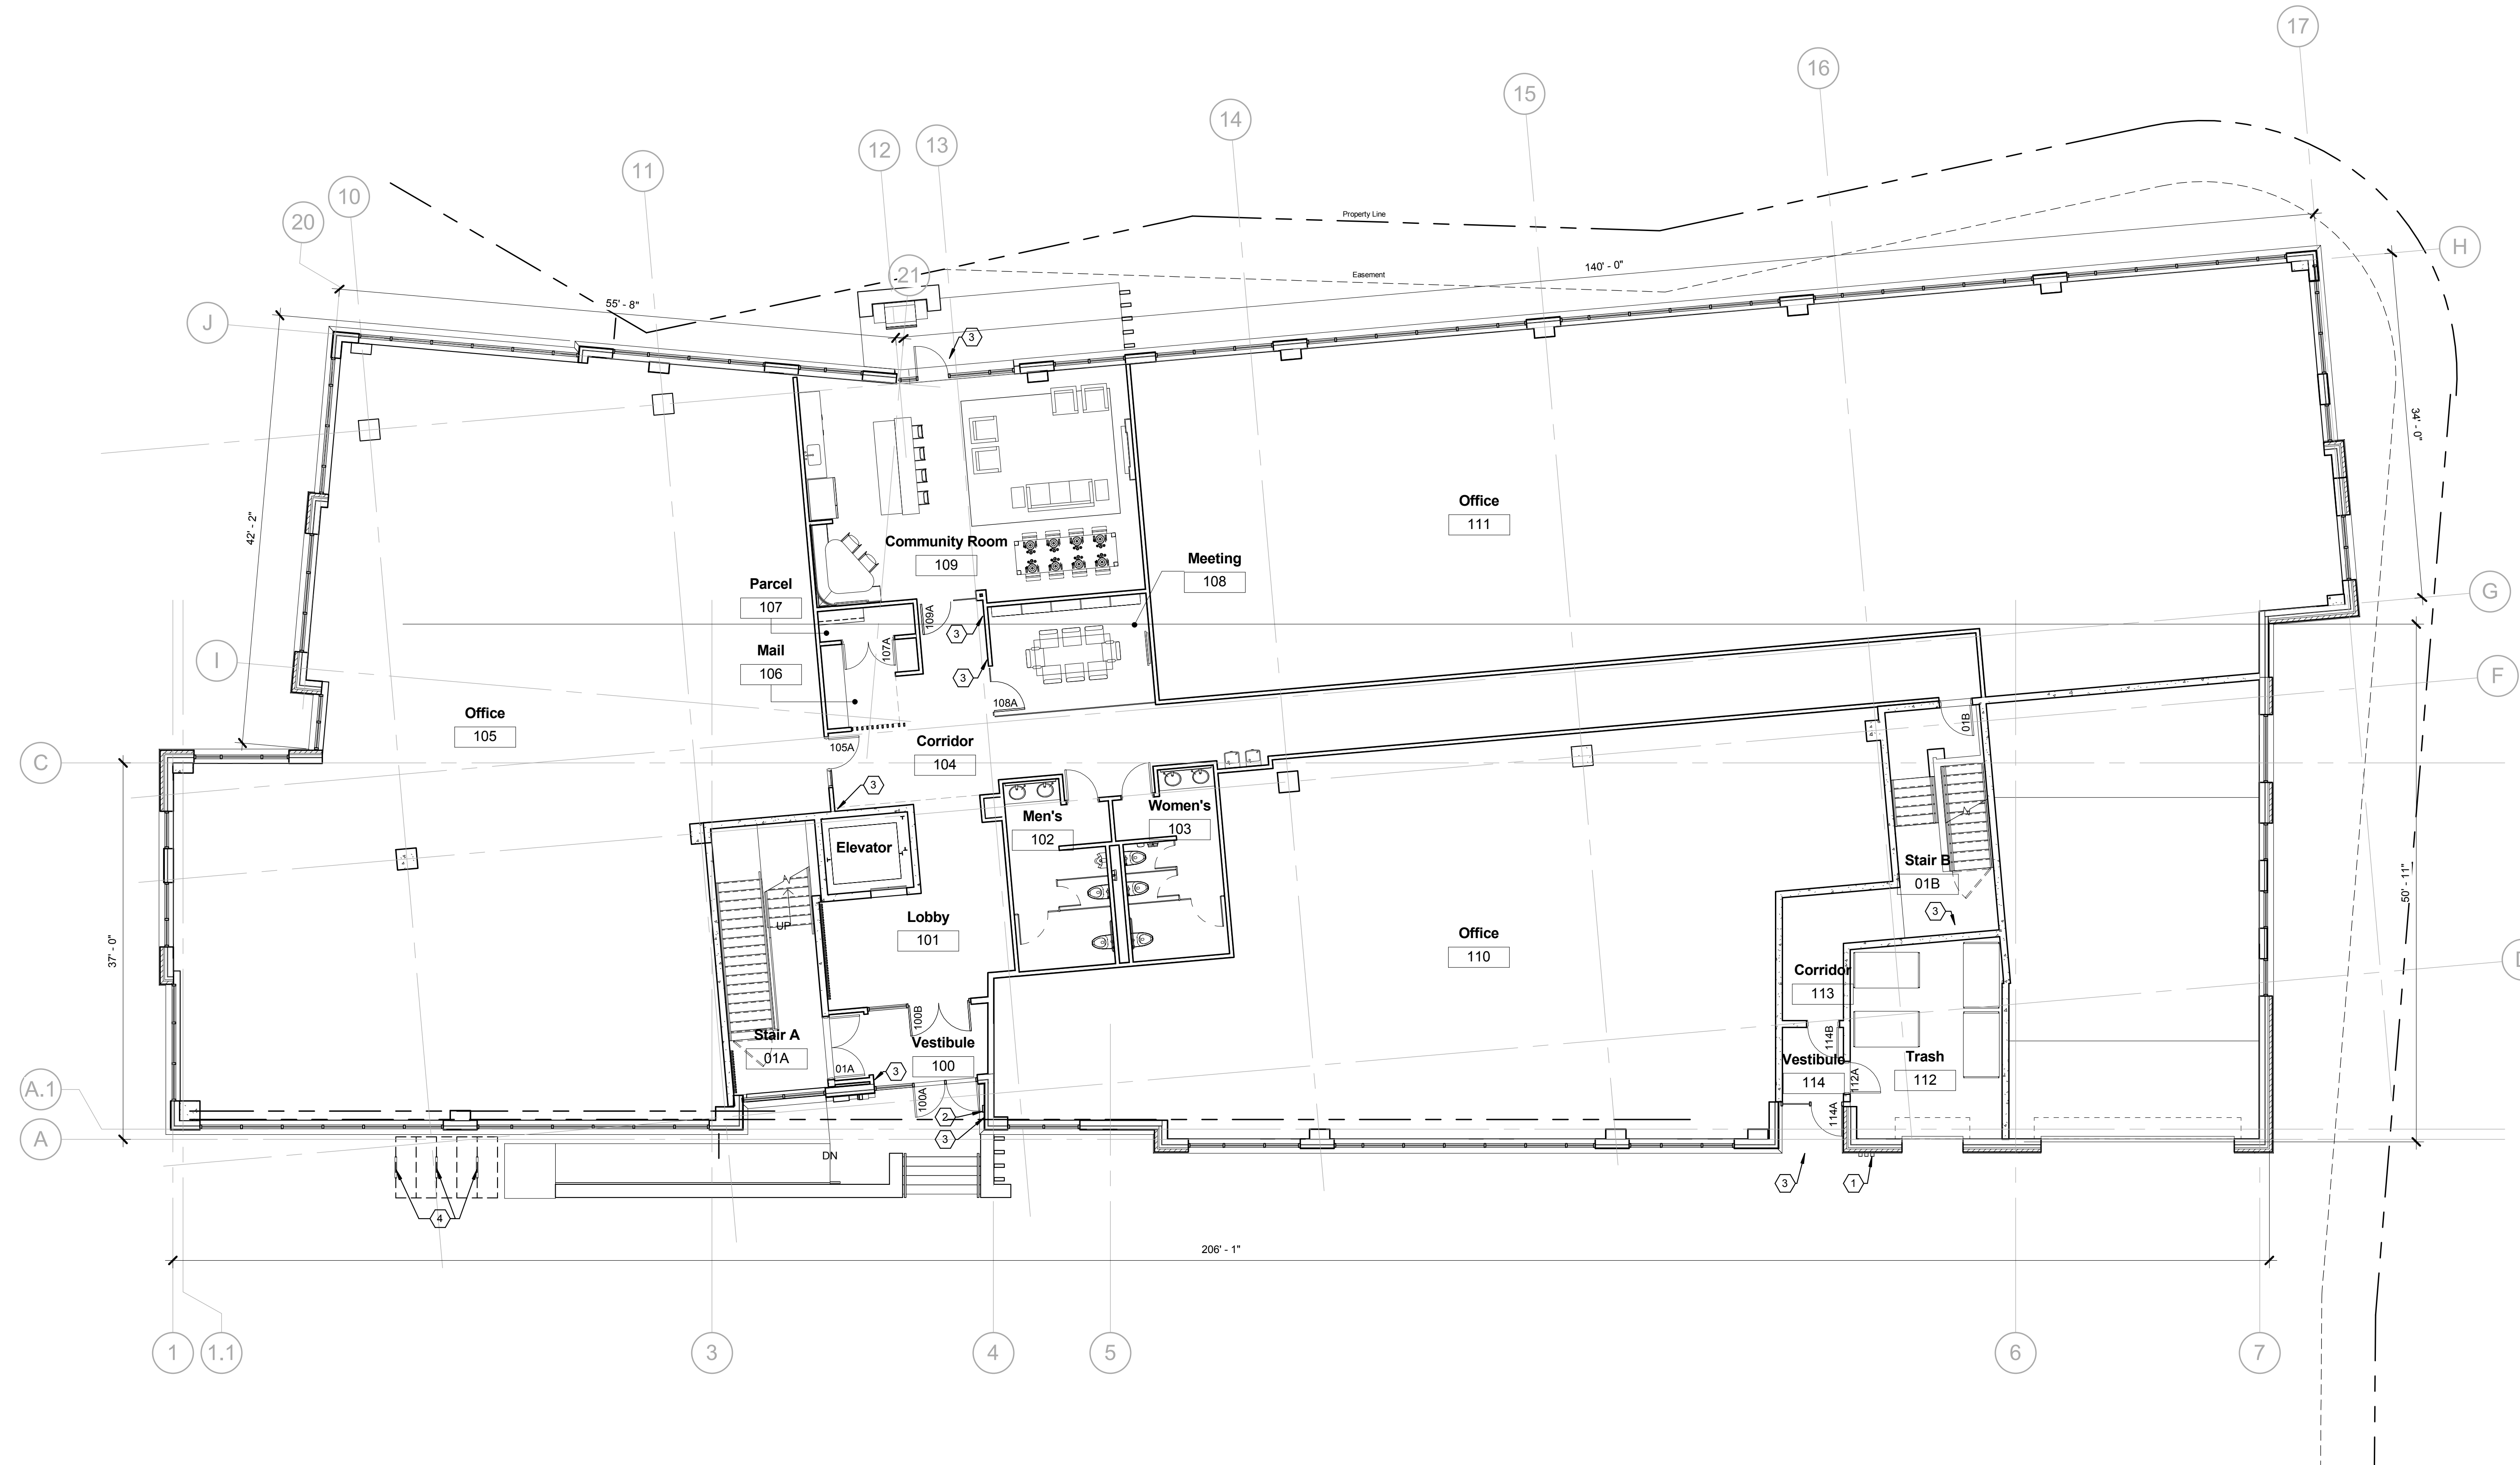 17
16
15
14
13
12
11
10
20
21
Property Line
Easement
140' - 0"
H
55' - 8"
J
3
34' - 0"
Office
111
42' - 2"
Community Room
109
Meeting
108
Parcel
107
109A
G
3
Mail
106
107A
3
I
F
108A
Office
105
01B
Corridor
104
105A
C
3
Women's
103
Men's
102
Elevator
Stair B
01B
50' - 11"
UP
Lobby
101
3
Office
110
37' - 0"
Corridor
113
100B
Stair A
01A
Vestibule
100
114B
Vestibule
114
Trash
112
112A
01A
3
A.1
100A
2
114A
A
3
DN
3
1
4
206' - 1"
1
1.1
3
4
5
6
7